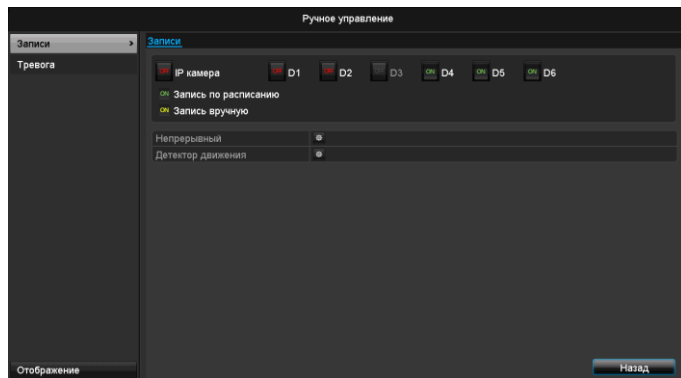 Ручное управление
Записи >
Тревога
Отображение
Записи
IP камера D1 D2 D3 ON D4 ON D5 ON D6
ON Запись по расписанию
ON Запись вручную
Непрерывный
Детектор движения
Назад